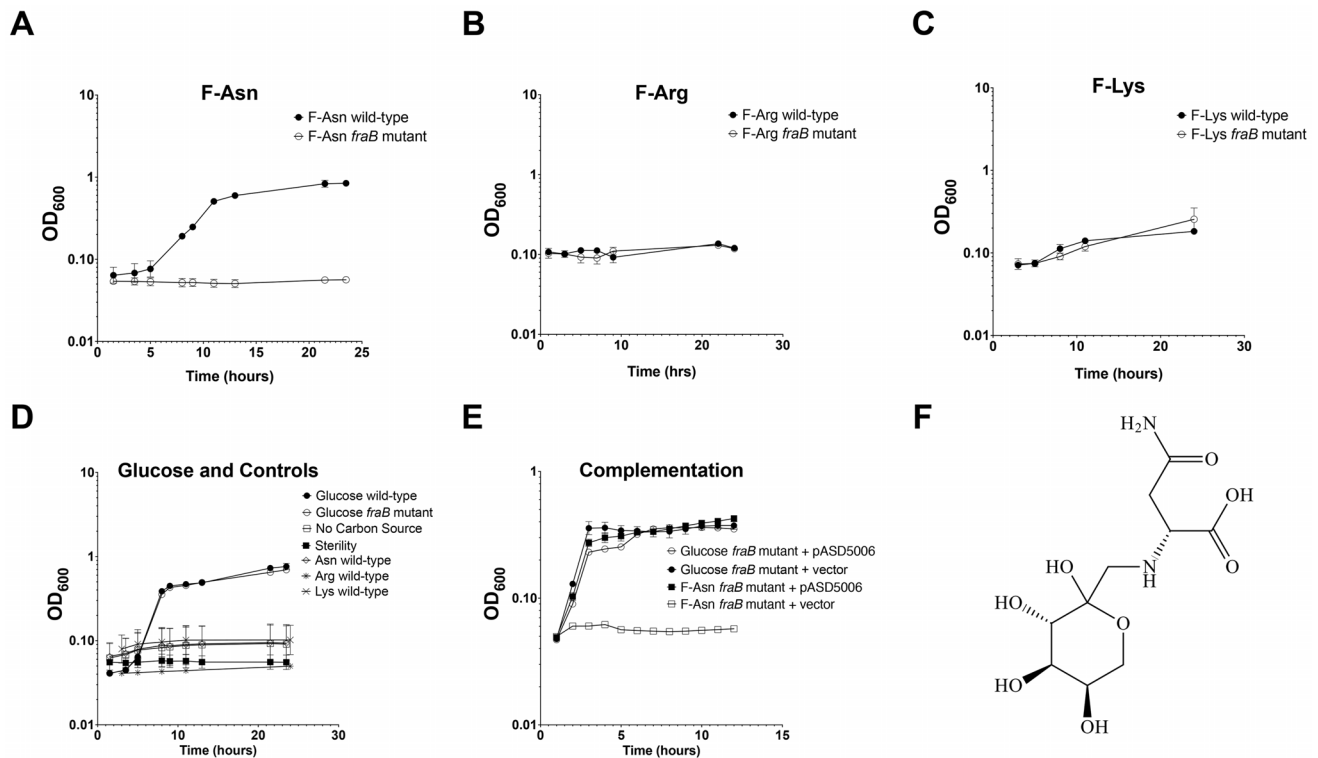 A
F-Asn
F-Asn wild-type
F-Asn fraB mutant
OD600
10
1
0.10
0.01
0 5 10 15 20 25
Time (hours)
B
F-Arg
F-Arg wild-type
F-Arg fraB mutant
OD600
10
1
0.10
0.01
0 10 20 30
Time (hrs)
C
F-Lys
F-Lys wild-type
F-Lys fraB mutant
OD600
10
1
0.10
0.01
0 10 20 30
Time (hours)
D
Glucose and Controls
Glucose wild-type
Glucose fraB mutant
No Carbon Source
Sterility
Asn wild-type
Arg wild-type
Lys wild-type
OD600
10
1
0.10
0.01
0 10 20 30
Time (hours)
E
Complementation
Glucose fraB mutant + pASD5006
Glucose fraB mutant + vector
F-Asn fraB mutant + pASD5006
F-Asn fraB mutant + vector
OD600
1
0.10
0.01
0 5 10 15
Time (hours)
F
H2N
O
OH
O
N
H
HO
HO
O
HO
OH